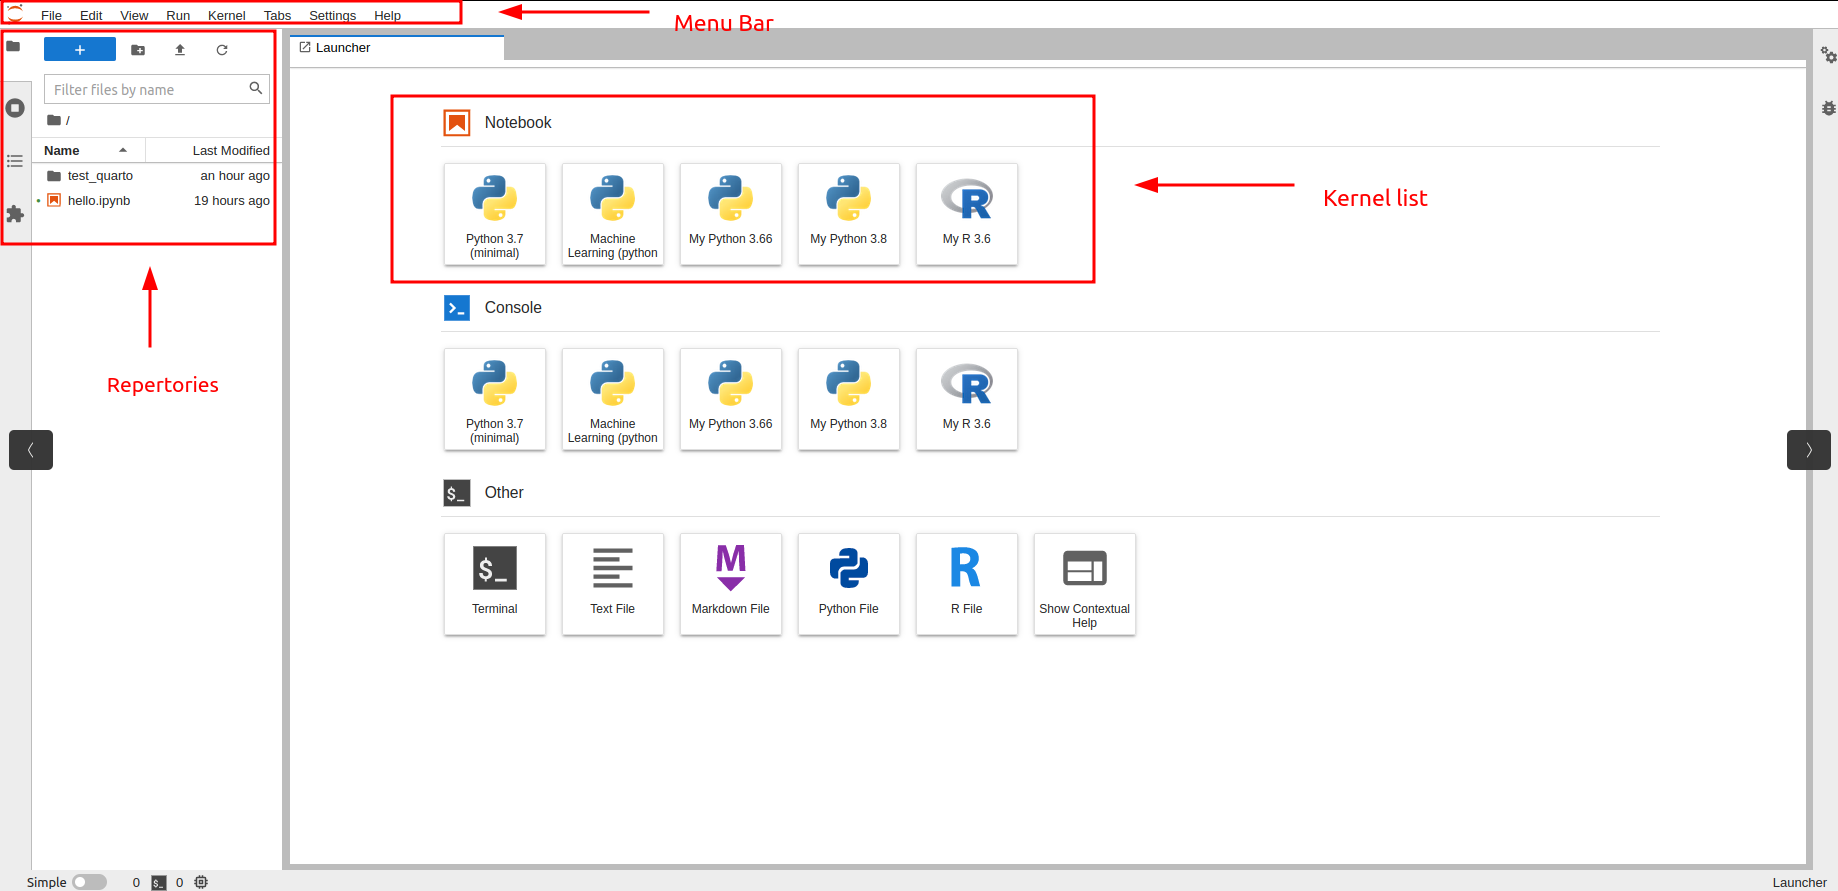 File Edit View Run Kernel Tabs Settings Help
Menu Bar
+
Filter files by name
/
Name Last Modified
test_quarto an hour ago
hello.ipynb 19 hours ago
Repertories
Launcher
Notebook
Python 3.7
(minimal)
Machine
Learning (python
My Python 3.66
My Python 3.8
My R 3.6
Kernel list
Console
Python 3.7
(minimal)
Machine
Learning (python
My Python 3.66
My Python 3.8
My R 3.6
$_ Other
$_
Terminal
Text File
M
Markdown File
Python File
R
R File
Show Contextual
Help
Simple 0 $_ 0
Launcher